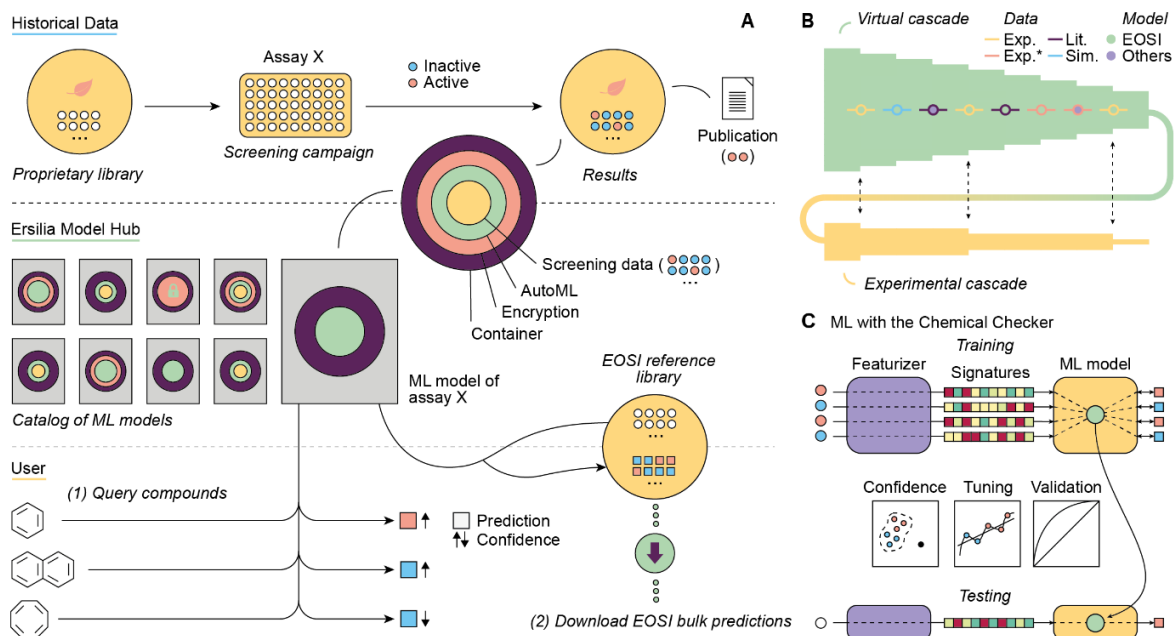 Historical Data
A
Assay X
Inactive
Active
Proprietary library
Screening campaign
...
...
Results
Publication
Ersilia Model Hub
Screening data
...
AutoML
Encryption
Container
Catalog of ML models
ML model of
assay X
EOSI reference
library
...
...
User
(1) Query compounds
Prediction
Confidence
(2) Download EOSI bulk predictions
B
Virtual cascade
Data
Model
Exp.
Lit.
EOSI
Exp.*
Sim.
Others
Experimental cascade
C ML with the Chemical Checker
Training
Featurizer
Signatures
ML model
Confidence
Tuning
Validation
Testing